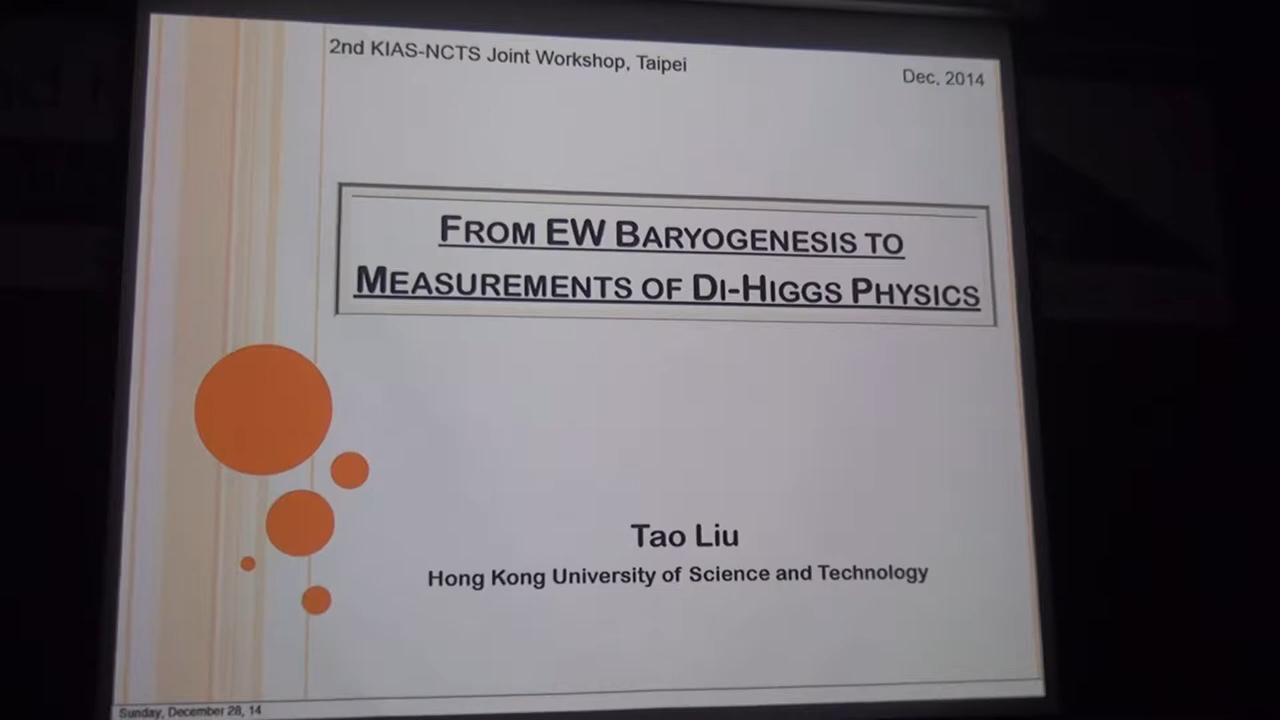 2nd KIAS-NCTS Joint Workshop, Taipei
Dec, 2014
FROM EW BARYOGENESIS TO
MEASUREMENTS OF DI-HIGGS PHYSICS
Tao Liu
Hong Kong University of Science and Technology
Sunday, December 28, 14